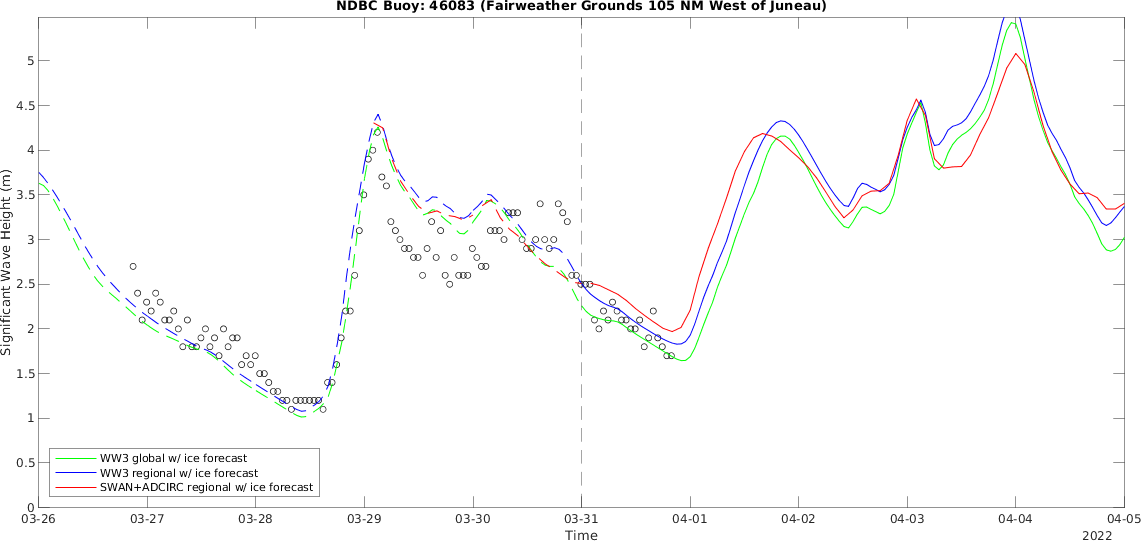 NDBC Buoy: 46083 (Fairweather Grounds 105 NM West of Juneau)
Significant Wave Height (m)
5
4.5
4
3.5
3
2.5
2
1.5
1
0.5
0
WW3 global w/ ice forecast
WW3 regional w/ ice forecast
SWAN+ADCIRC regional w/ ice forecast
03-26 03-27 03-28 03-29 03-30 03-31 04-01 04-02 04-03 04-04 04-05
Time
2022